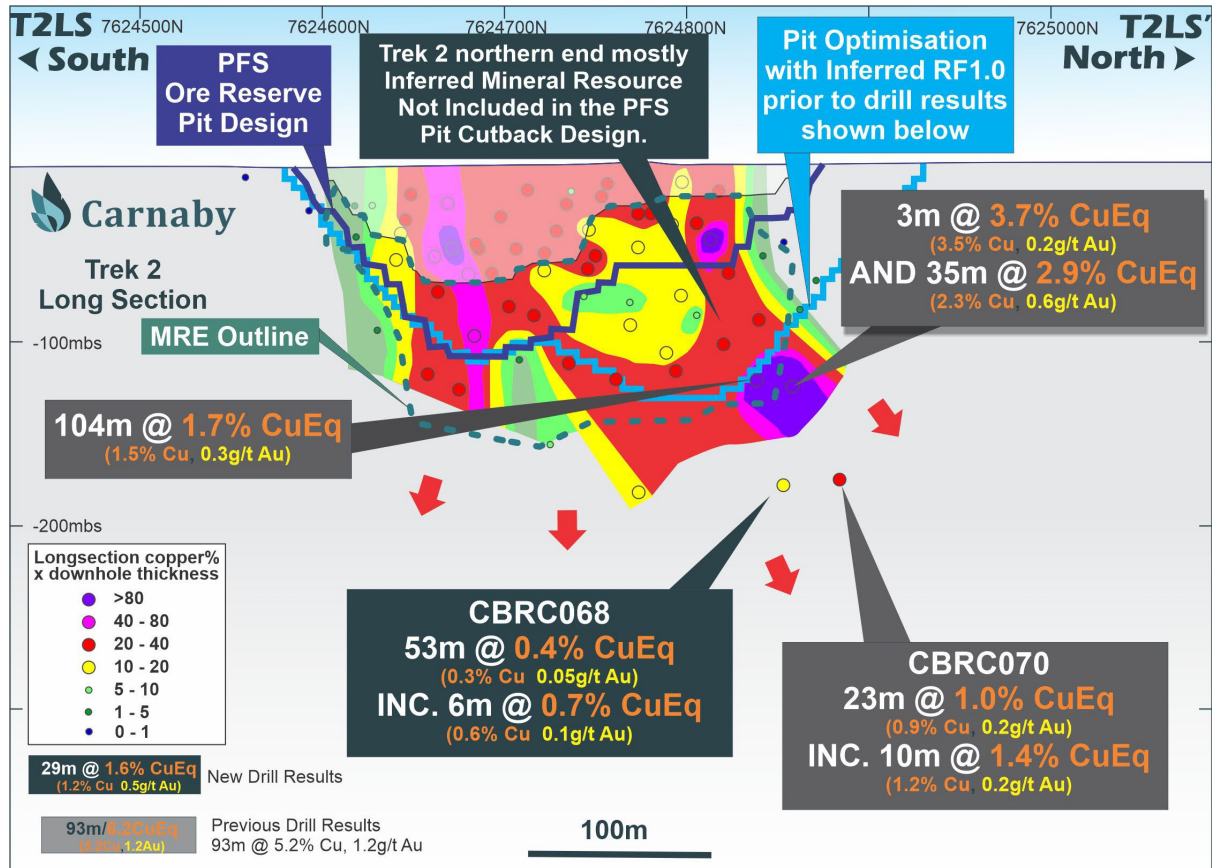 T2LS
◄ South
7624500N
7624600N
7624700N
7624800N
7625000N
T2LS'
North ►
PFS
Ore Reserve
Pit Design
Trek 2 northern end mostly
Inferred Mineral Resource
Not Included in the PFS
Pit Cutback Design.
Pit Optimisation
with Inferred RF1.0
prior to drill results
shown below
Carnaby
Trek 2
Long Section
MRE Outline
-100mbs
3m @ 3.7% CuEq
(3.5% Cu, 0.2g/t Au)
AND 35m @ 2.9% CuEq
(2.3% Cu, 0.6g/t Au)
104m @ 1.7% CuEq
(1.5% Cu, 0.3g/t Au)
-200mbs
Longsection copper%
x downhole thickness
>80
40 - 80
20 - 40
10 - 20
5 - 10
1 - 5
0 - 1
CBRC068
53m @ 0.4% CuEq
(0.3% Cu 0.05g/t Au)
INC. 6m @ 0.7% CuEq
(0.6% Cu 0.1g/t Au)
CBRC070
23m @ 1.0% CuEq
(0.9% Cu, 0.2g/t Au)
INC. 10m @ 1.4% CuEq
(1.2% Cu, 0.2g/t Au)
29m @ 1.6% CuEq
(1.2% Cu 0.5g/t Au)
New Drill Results
93m/6.2CuEq
(5.2Cu,1.2Au)
Previous Drill Results
93m @ 5.2% Cu, 1.2g/t Au
100m